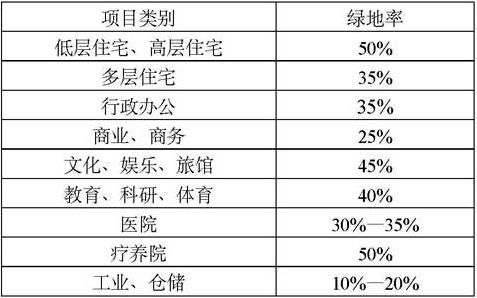 项目类别 绿地率
低层住宅、高层住宅 50%
多层住宅 35%
行政办公 35%
商业、商务 25%
文化、娱乐、旅馆 45%
教育、科研、体育 40%
医院 30%—35%
疗养院 50%
工业、仓储 10%—20%